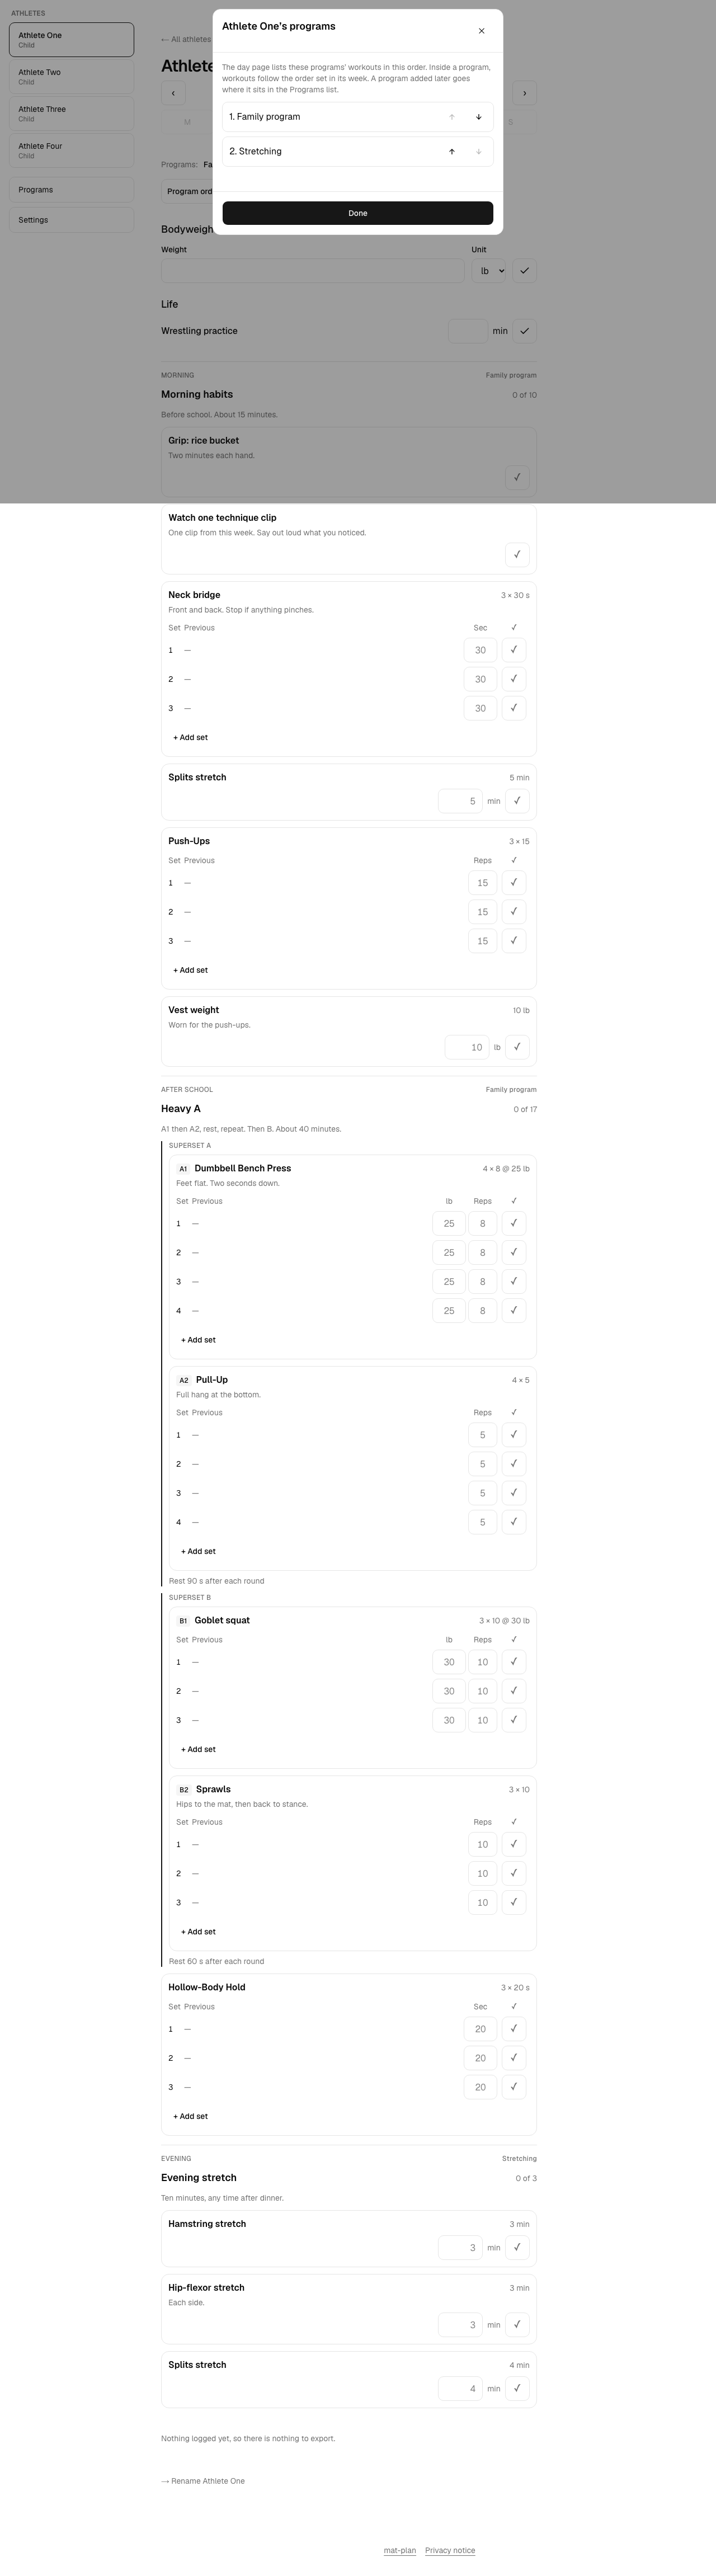 ATHLETES
Athlete One
Child
Athlete Two
Child
Athlete Three
Child
Athlete Four
Child
Programs
Settings
← All athletes
Athlete
‹
›
M
S
Programs: Fa
Program ord
Athlete One's programs
✕
The day page lists these programs' workouts in this order. Inside a program,
workouts follow the order set in its week. A program added later goes
where it sits in the Programs list.
1. Family program ↑ ↓
2. Stretching ↑ ↓
Done
Bodyweigh
Weight Unit
lb ✓
Life
Wrestling practice min ✓
MORNING Family program
Morning habits 0 of 10
Before school. About 15 minutes.
Grip: rice bucket
Two minutes each hand.
✓
Watch one technique clip
One clip from this week. Say out loud what you noticed.
✓
Neck bridge 3 × 30 s
Front and back. Stop if anything pinches.
Set Previous Sec ✓
1 — 30 ✓
2 — 30 ✓
3 — 30 ✓
+ Add set
Splits stretch 5 min
5 min ✓
Push-Ups 3 × 15
Set Previous Reps ✓
1 — 15 ✓
2 — 15 ✓
3 — 15 ✓
+ Add set
Vest weight 10 lb
Worn for the push-ups.
10 lb ✓
AFTER SCHOOL Family program
Heavy A 0 of 17
A1 then A2, rest, repeat. Then B. About 40 minutes.
SUPERSET A
A1 Dumbbell Bench Press 4 × 8 @ 25 lb
Feet flat. Two seconds down.
Set Previous lb Reps ✓
1 — 25 8 ✓
2 — 25 8 ✓
3 — 25 8 ✓
4 — 25 8 ✓
+ Add set
A2 Pull-Up 4 × 5
Full hang at the bottom.
Set Previous Reps ✓
1 — 5 ✓
2 — 5 ✓
3 — 5 ✓
4 — 5 ✓
+ Add set
Rest 90 s after each round
SUPERSET B
B1 Goblet squat 3 × 10 @ 30 lb
Set Previous lb Reps ✓
1 — 30 10 ✓
2 — 30 10 ✓
3 — 30 10 ✓
+ Add set
B2 Sprawls 3 × 10
Hips to the mat, then back to stance.
Set Previous Reps ✓
1 — 10 ✓
2 — 10 ✓
3 — 10 ✓
+ Add set
Rest 60 s after each round
Hollow-Body Hold 3 × 20 s
Set Previous Sec ✓
1 — 20 ✓
2 — 20 ✓
3 — 20 ✓
+ Add set
EVENING Stretching
Evening stretch 0 of 3
Ten minutes, any time after dinner.
Hamstring stretch 3 min
3 min ✓
Hip-flexor stretch 3 min
Each side.
3 min ✓
Splits stretch 4 min
4 min ✓
Nothing logged yet, so there is nothing to export.
→ Rename Athlete One
mat-plan Privacy notice